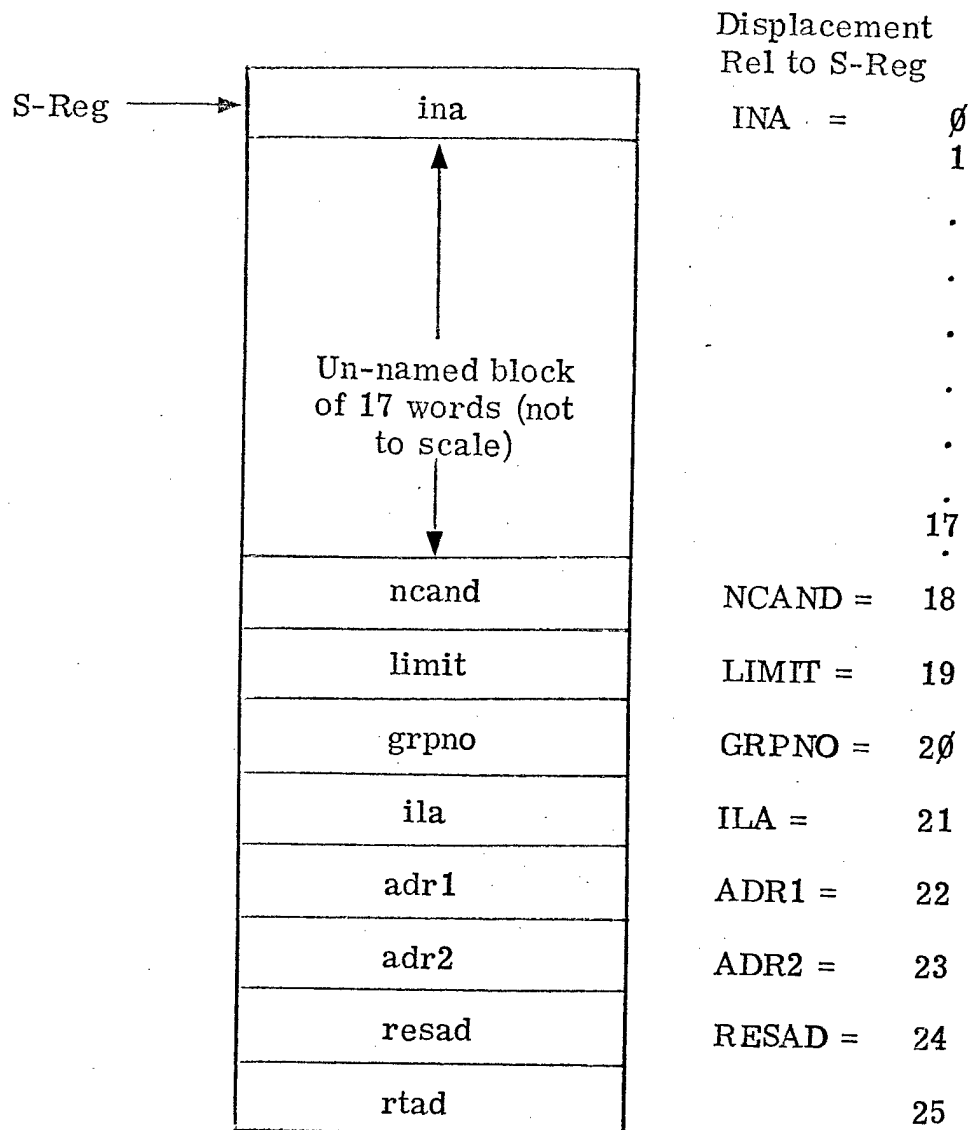 Displacement
Rel to S-Reg
S-Reg
ina
INA = Ø
1
.
.
.
.
.
.
Un-named block
of 17 words (not
to scale)
17
.
ncand
NCAND = 18
limit
LIMIT = 19
grpno
GRPNO = 2Ø
ila
ILA = 21
adr1
ADR1 = 22
adr2
ADR2 = 23
resad
RESAD = 24
rtad
25